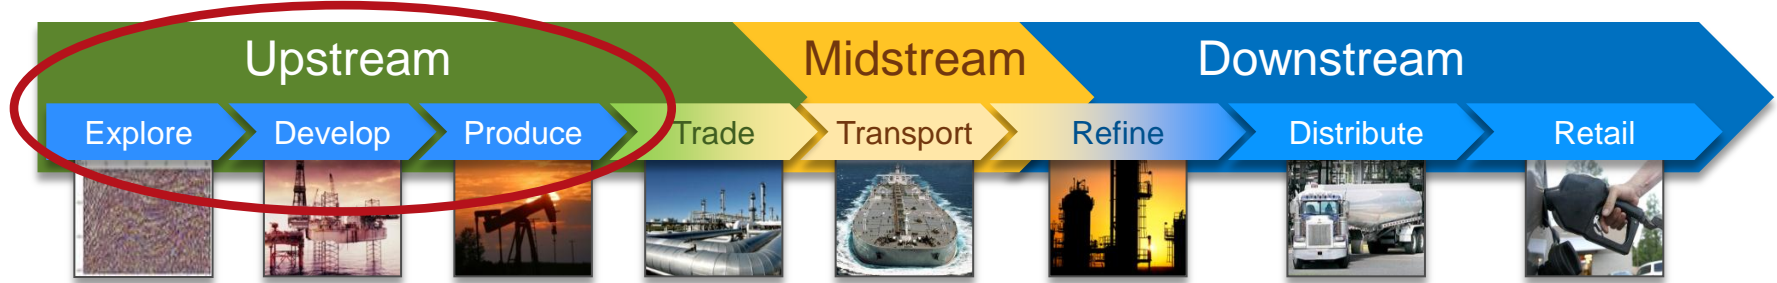 Upstream Midstream Downstream
Explore Develop Produce Trade Transport Refine Distribute Retail